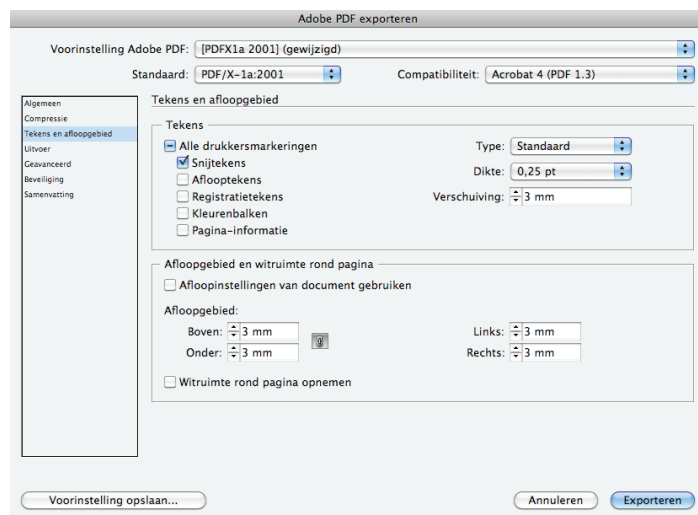 Adobe PDF exporteren
Voorinstelling Adobe PDF: [PDFX1a 2001] (gewijzigd)
Standaard: PDF/X-1a:2001 Compatibiliteit: Acrobat 4 (PDF 1.3)
Algemeen
Compressie
Tekens en afloopgebied
Uitvoer
Geavanceerd
Beveiliging
Samenvatting
Tekens en afloopgebied
Tekens
Alle drukkersmarkeringen Type: Standaard
Snijtekens
Dikte: 0,25 pt
Aflooptekens
Registratietekens Verschuiving: 3 mm
Kleurenbalken
Pagina-informatie
Afloopgebied en witruimte rond pagina
Afloopinstellingen van document gebruiken
Afloopgebied:
Boven: 3 mm Links: 3 mm
Onder: 3 mm Rechts: 3 mm
Witruimte rond pagina opnemen
Voorinstelling opslaan... Annuleren Exporteren